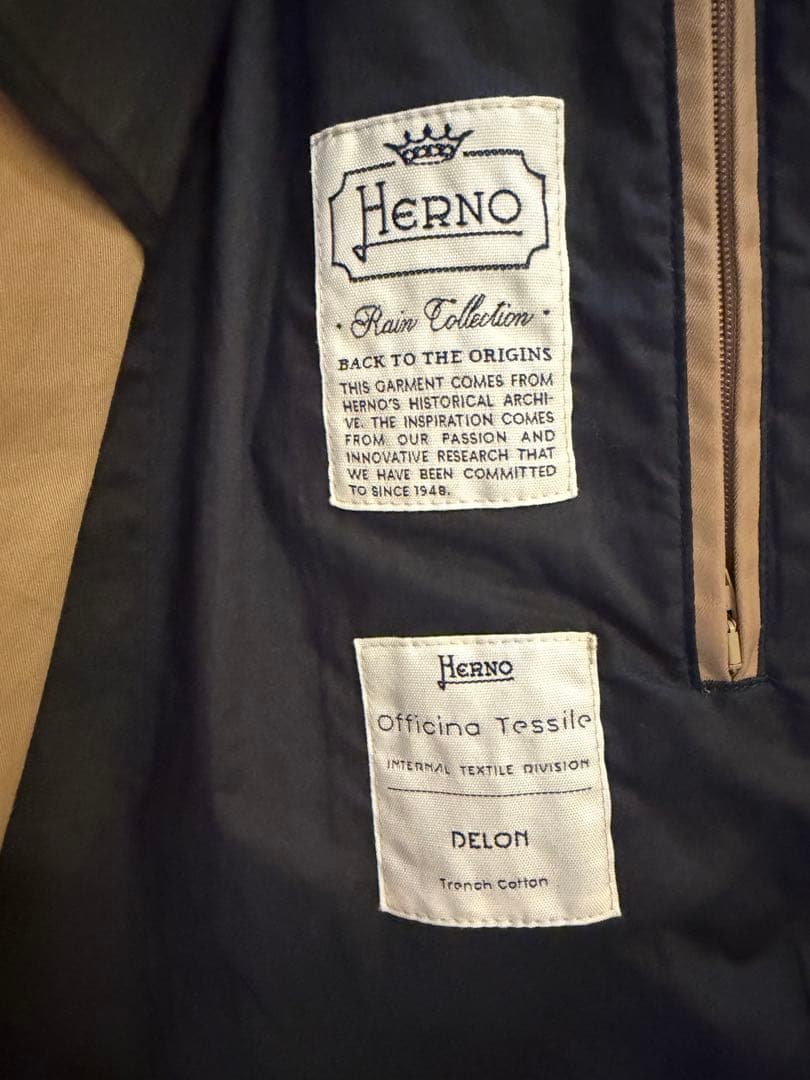 HERNO
• Rain Collection •
BACK TO THE ORIGINS
THIS GARMENT COMES FROM
HERNO'S HISTORICAL ARCHI-
VE. THE INSPIRATION COMES
FROM OUR PASSION AND
INNOVATIVE RESEARCH THAT
WE HAVE BEEN COMMITTED
TO SINCE 1948.
HERNO
Officina Tessile
INTERNAL TEXTILE DIVISION
DELON
Trench Cotton